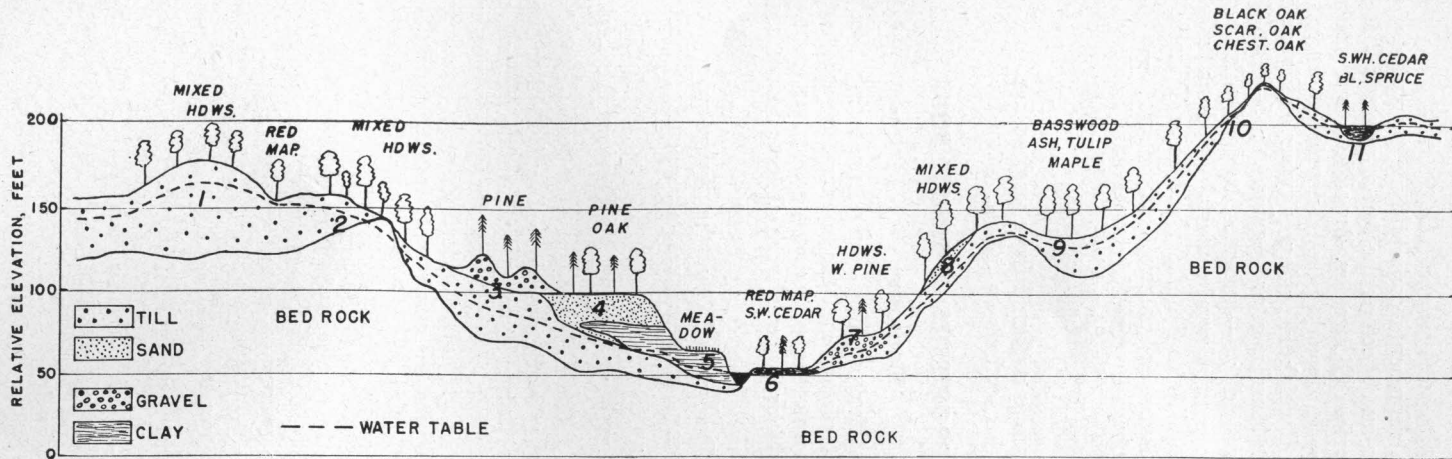 BLACK OAK
SCAR. OAK
CHEST. OAK
S.WH. CEDAR
BL. SPRUCE
MIXED
HDWS.
RED
MAP.
MIXED
HDWS.
BASSWOOD
ASH, TULIP
MAPLE
MIXED
HDWS
PINE
PINE
OAK
HDWS.
W. PINE
RED MAP.
S.W. CEDAR
MEA-
DOW
RELATIVE ELEVATION, FEET
200
150
100
50
0
1
2
3
4
5
6
7
8
9
10
11
BED ROCK
BED ROCK
BED ROCK
TILL
SAND
GRAVEL
CLAY
WATER TABLE